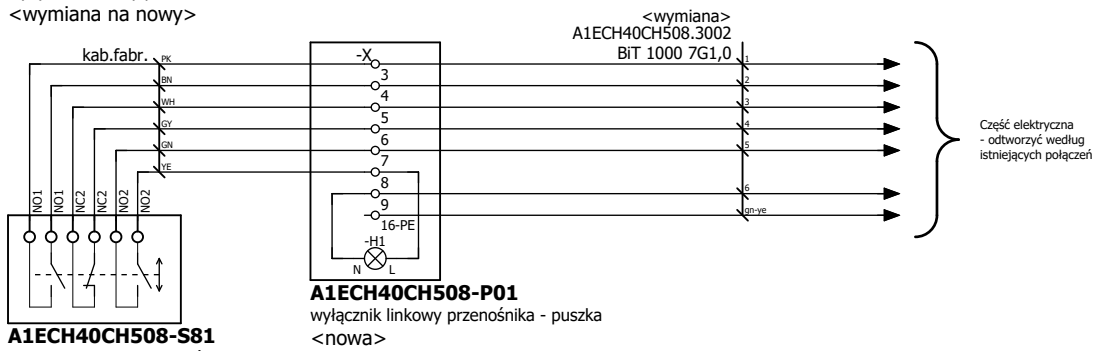 <wymiana na nowy>
<wymiana>
A1ECH40CH508.3002
BiT 1000 7G1,0
kab.fabr.
-X
PK
3
1
BN
4
2
WH
5
3
GY
6
4
GN
7
5
YE
8
6
9
gn-ye
16-PE
Część elektryczna
- odtworzyć według
istniejących połączeń
NO1
NO1
NC2
NC2
NO2
NO2
-H1
N
L
A1ECH40CH508-P01
wyłącznik linkowy przenośnika - puszka
<nowa>
A1ECH40CH508-S81